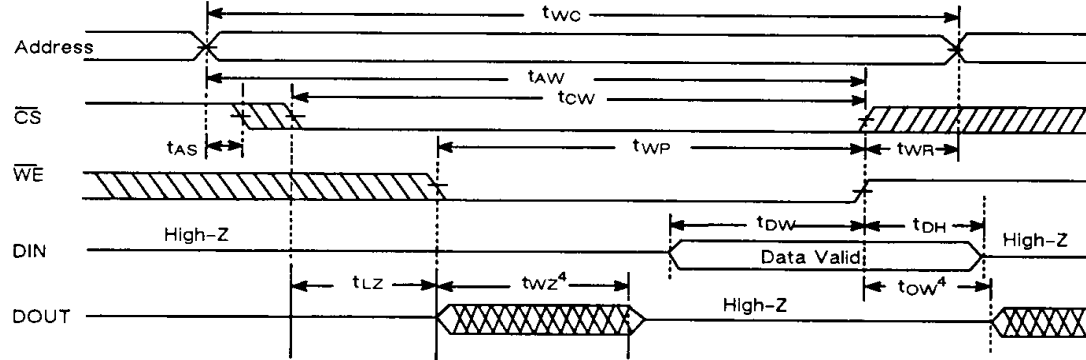 tWC
Address
tAW
tCW
CS
tAS
tWP
tWR
WE
tDW
tDH
High-Z
High-Z
DIN
Data Valid
tLZ
tWZ4
tOW4
High-Z
DOUT